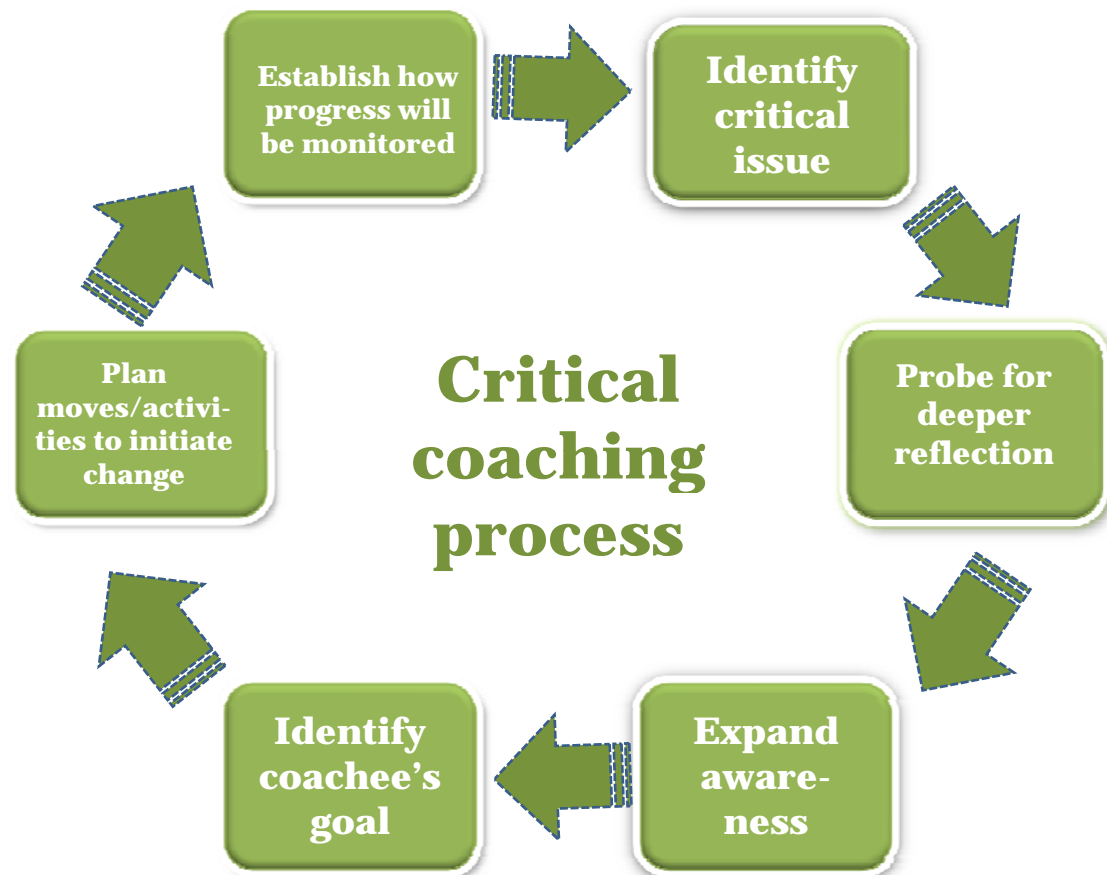 Establish how
progress will
be monitored
Identify
critical
issue
Probe for
deeper
reflection
Expand
aware-
ness
Identify
coachee’s
goal
Plan
moves/activi-
ties to initiate
change
Critical
coaching
process